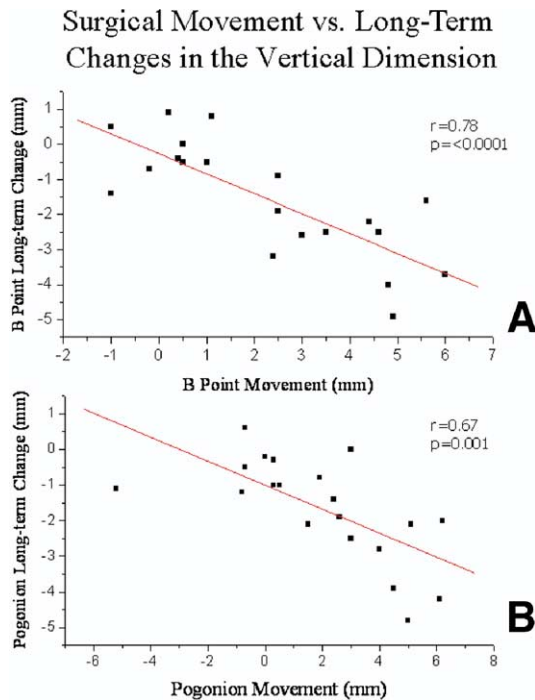 Surgical Movement vs. Long-Term
Changes in the Vertical Dimension
B Point Long-term Change (mm)
1
0
-1
-2
-3
-4
-5
r=0.78
p=<0.0001
A
-2 -1 0 1 2 3 4 5 6 7
B Point Movement (mm)
Pogonion Long-term Change (mm)
1
0
-1
-2
-3
-4
-5
r=0.67
p=0.001
B
-6 -4 -2 0 2 4 6 8
Pogonion Movement (mm)